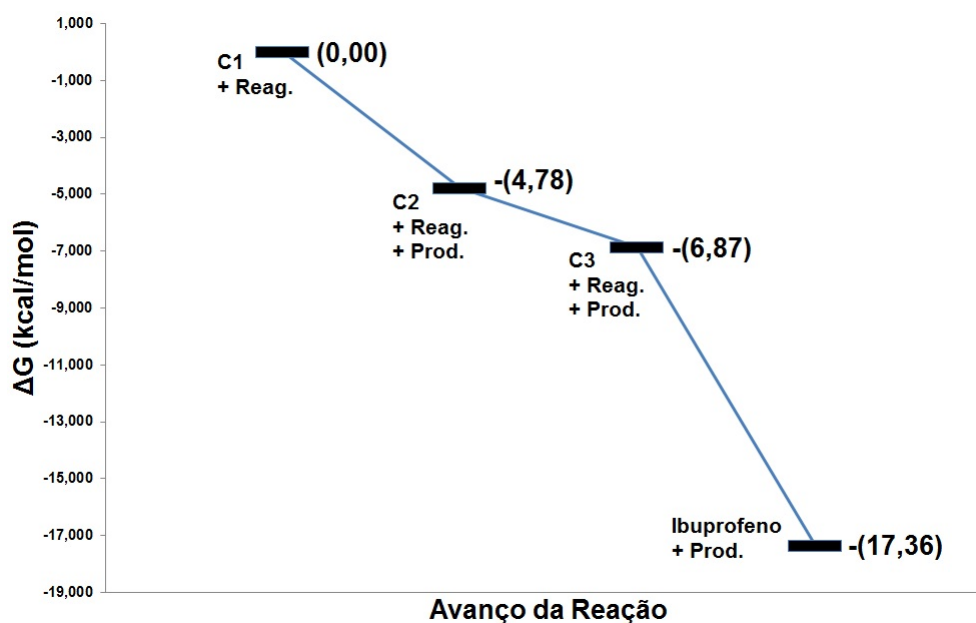 1,000
-1,000
-3,000
-5,000
-7,000
-9,000
-11,000
-13,000
-15,000
-17,000
-19,000
ΔG (kcal/mol)
(0,00)
C1
+ Reag.
-(4,78)
C2
+ Reag.
+ Prod.
-(6,87)
C3
+ Reag.
+ Prod.
Ibuprofeno
+ Prod.
-(17,36)
Avanço da Reação